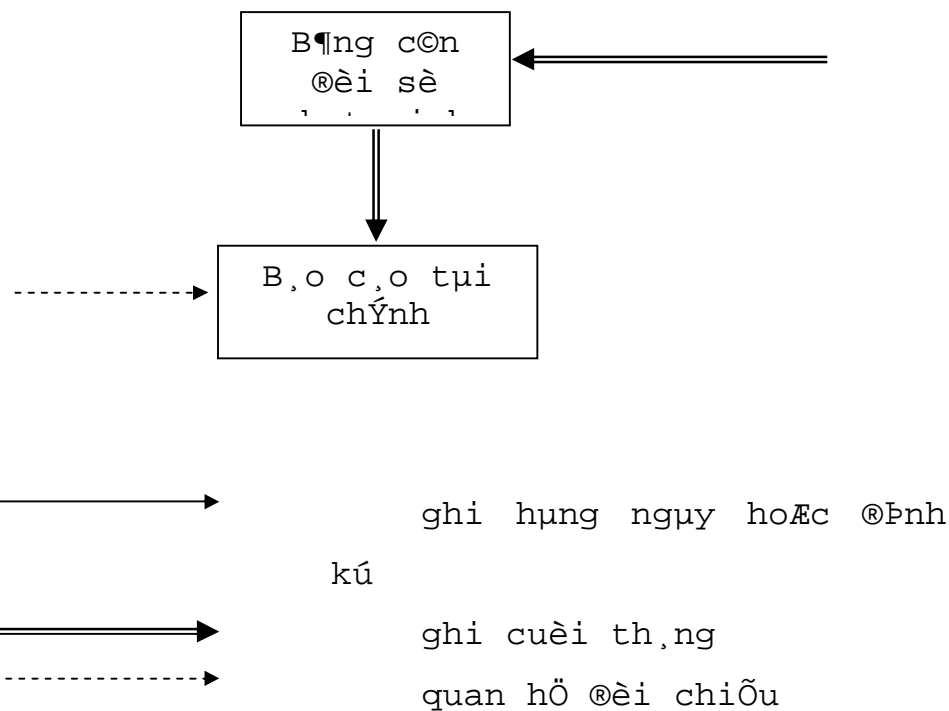 B¶ng c©n
®èi sè
B¸o c¸o tµi
chÝnh
ghi hµng ngµy hoÆc ®Þnh
kú
ghi cuèi th¸ng
quan hÖ ®èi chiÕu